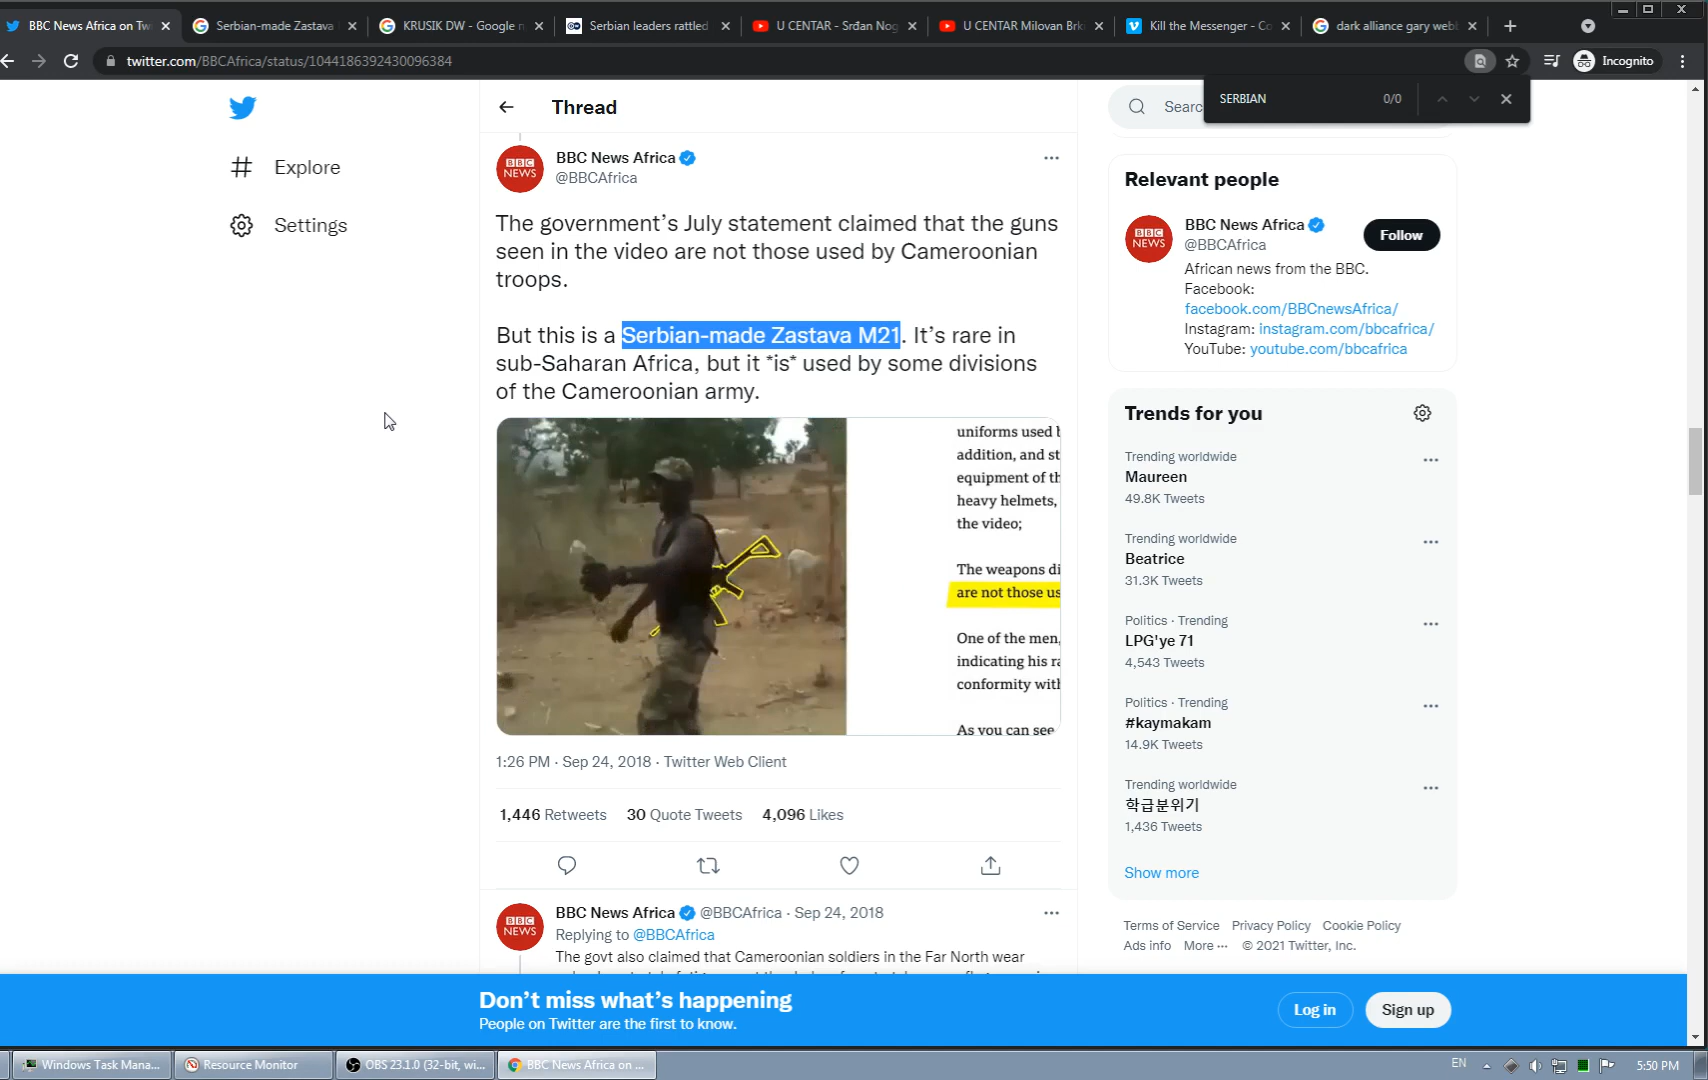 BBC News Africa on Tw
Serbian-made Zastava
KRUSIK DW - Google n
Serbian leaders rattled
U CENTAR - Srđan Nog
U CENTAR Milovan Brk
Kill the Messenger - Co
dark alliance gary webb
twitter.com/BBCAfrica/status/1044186392430096384
Incognito
SERBIAN 0/0
Explore
Settings
Thread
BBC NEWS
BBC News Africa
@BBCAfrica
The government's July statement claimed that the guns
seen in the video are not those used by Cameroonian
troops.
But this is a Serbian-made Zastava M21. It's rare in
sub-Saharan Africa, but it *is* used by some divisions
of the Cameroonian army.
uniforms used b
addition, and st
equipment of th
heavy helmets,
the video;
The weapons di
are not those us
One of the men,
indicating his ra
conformity with
As you can see
1:26 PM · Sep 24, 2018 · Twitter Web Client
1,446 Retweets 30 Quote Tweets 4,096 Likes
BBC NEWS
BBC News Africa @BBCAfrica · Sep 24, 2018
Replying to @BBCAfrica
The govt also claimed that Cameroonian soldiers in the Far North wear
Searc
Relevant people
BBC NEWS
BBC News Africa
@BBCAfrica
Follow
African news from the BBC.
Facebook:
facebook.com/BBCnewsAfrica/
Instagram: instagram.com/bbcafrica/
YouTube: youtube.com/bbcafrica
Trends for you
Trending worldwide
Maureen
49.8K Tweets
Trending worldwide
Beatrice
31.3K Tweets
Politics · Trending
LPG'ye 71
4,543 Tweets
Politics · Trending
#kaymakam
14.9K Tweets
Trending worldwide
학급분위기
1,436 Tweets
Show more
Terms of Service Privacy Policy Cookie Policy
Ads info More ··· © 2021 Twitter, Inc.
Don't miss what's happening
People on Twitter are the first to know.
Log in
Sign up
Windows Task Mana...
Resource Monitor
OBS 23.1.0 (32-bit, wi...
BBC News Africa on ...
EN
5:50 PM